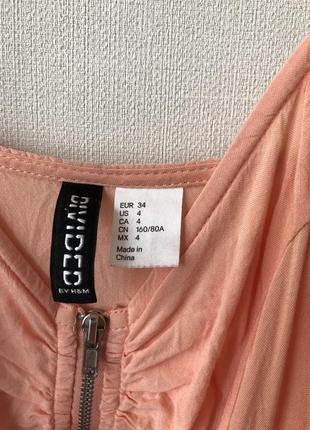 DIVIDED
BY H&M
EUR 34
US 4
CA 4
CN 160/80A
MX 4
Made in
China